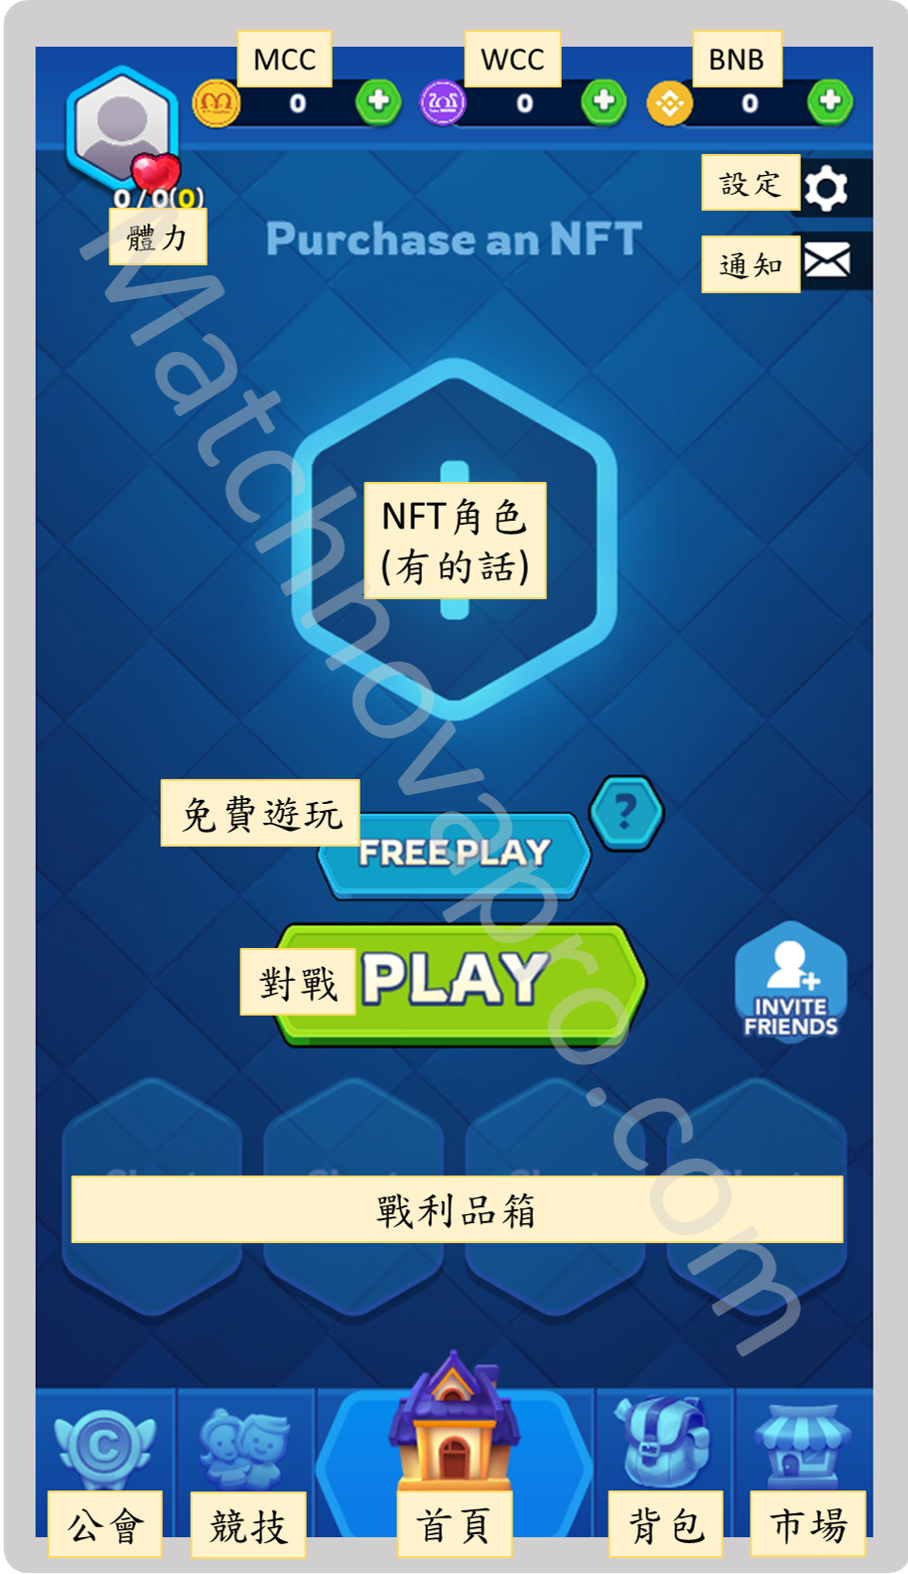 MCC
WCC
BNB
0
0
0
設定
0/0(0)
體力
Purchase an NFT
通知
NFT角色
(有的話)
免費遊玩
?
FREE PLAY
對戰
PLAY
INVITE
FRIENDS
戰利品箱
公會
競技
首頁
背包
市場
Matchnovapro.com